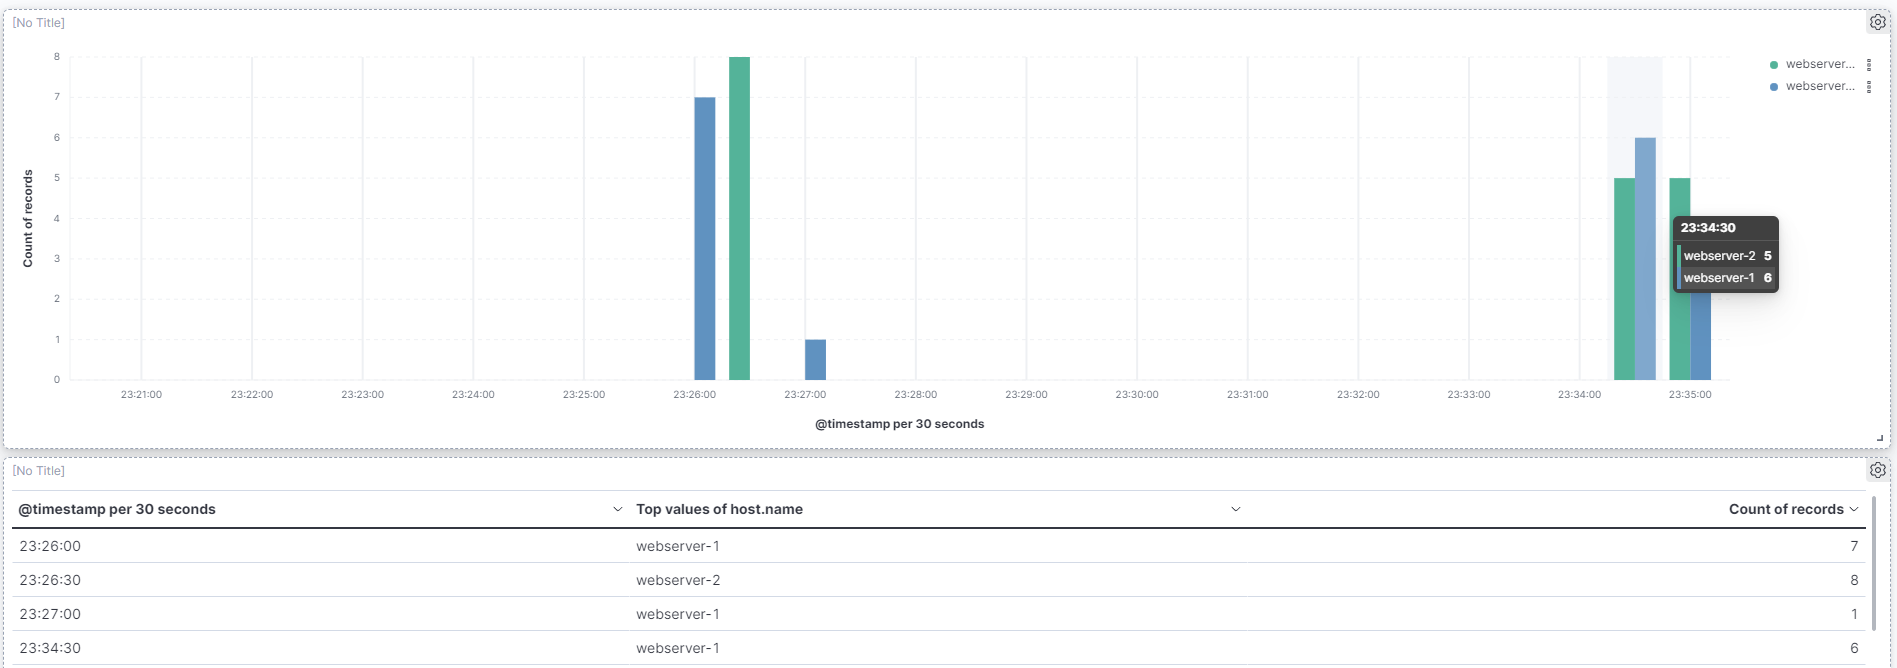 [No Title]
8
7
6
5
4
3
2
1
0
Count of records
23:21:00 23:22:00 23:23:00 23:24:00 23:25:00 23:26:00 23:27:00 23:28:00 23:29:00 23:30:00 23:31:00 23:32:00 23:33:00 23:34:00 23:35:00
@timestamp per 30 seconds
webserver...
webserver...
23:34:30
webserver-2 5
webserver-1 6
[No Title]
@timestamp per 30 seconds Top values of host.name Count of records
23:26:00 webserver-1 7
23:26:30 webserver-2 8
23:27:00 webserver-1 1
23:34:30 webserver-1 6